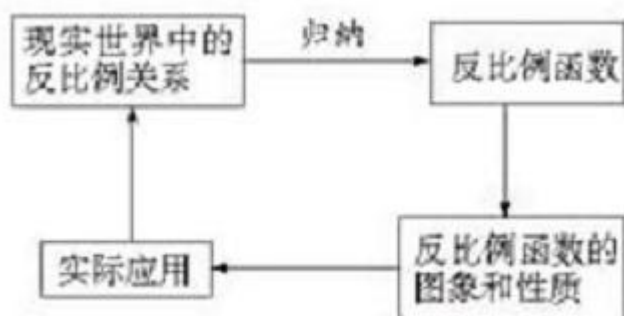 现实世界中的
反比例关系
归纳
反比例函数
反比例函数的
图象和性质
实际应用